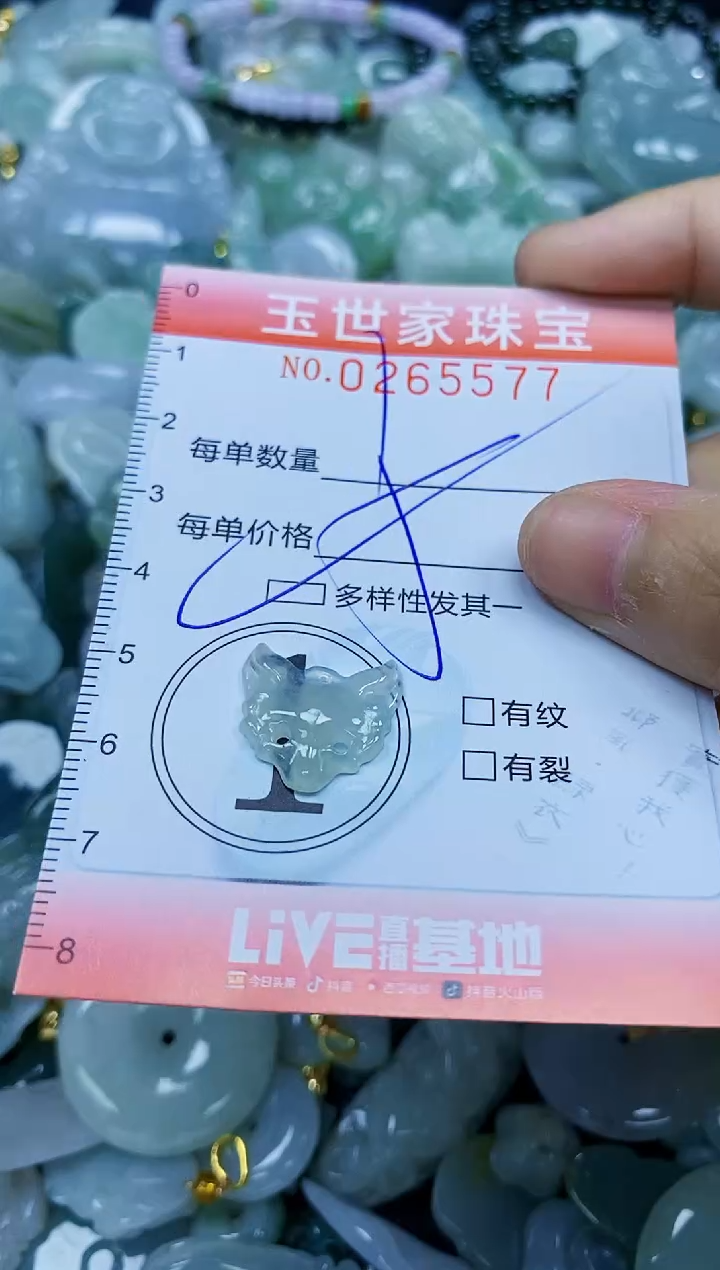 玉世家珠宝
NO.0265577
每单数量
每单价格
多样性发其一
1
有纹
有裂
LiVE直播基地
今日头条 抖音 抖音火山版
0
1
2
3
4
5
6
7
8